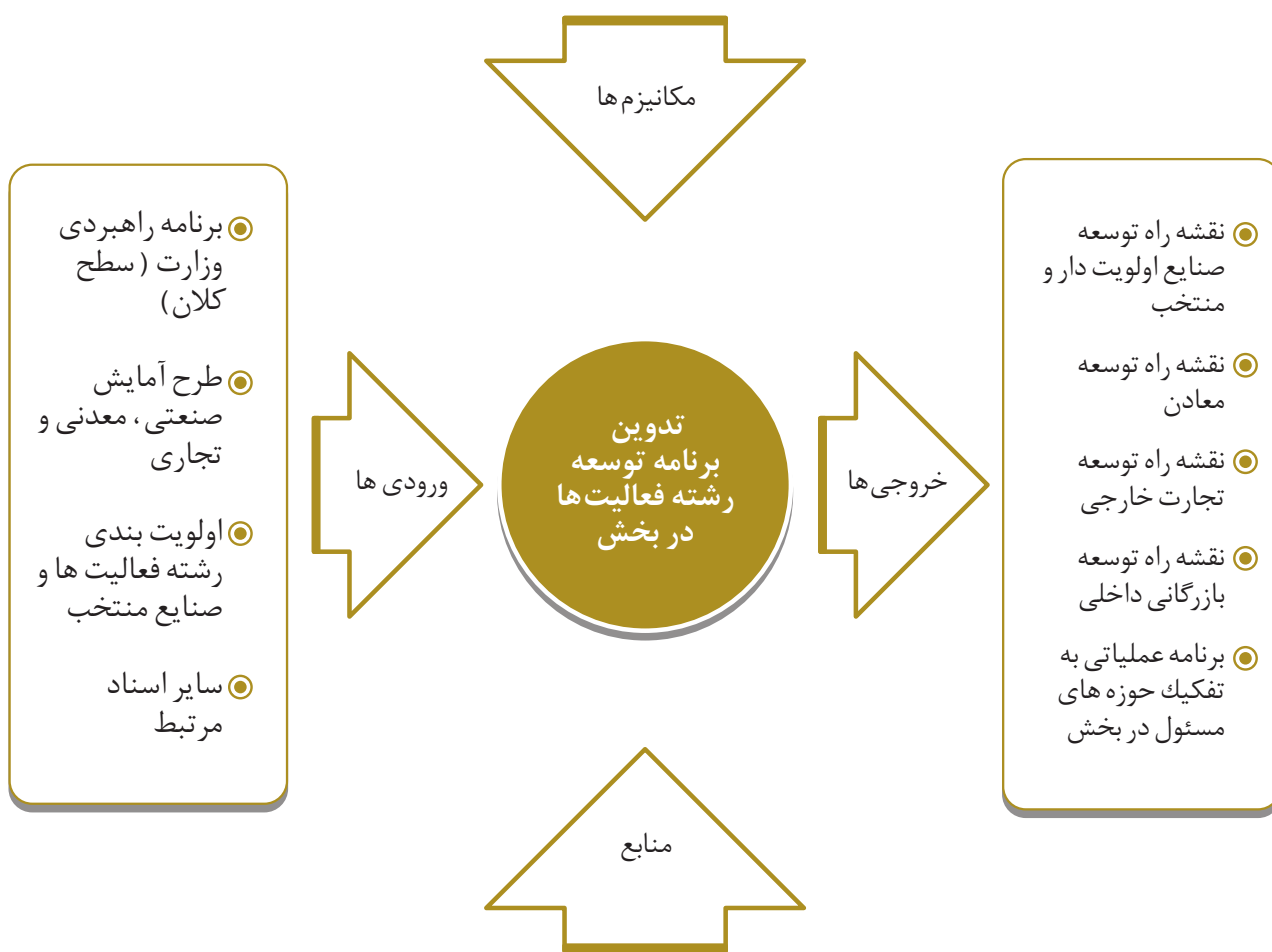 مکانیزم‌ها
نقشه راه توسعه
صنایع اولویت دار و
منتخب
نقشه راه توسعه
معادن
نقشه راه توسعه
تجارت خارجی
نقشه راه توسعه
بازرگانی داخلی
برنامه عملیاتی به
تفکیك حوزه های
مسئول در بخش
خروجی‌ها
تدوین
برنامه توسعه
رشته فعالیت‌ها
در بخش
ورودی ها
برنامه راهبردی
وزارت (سطح
کلان)
طرح آمایش
صنعتی، معدنی و
تجاری
اولویت بندی
رشته فعالیت ها و
صنایع منتخب
سایر اسناد
مرتبط
منابع